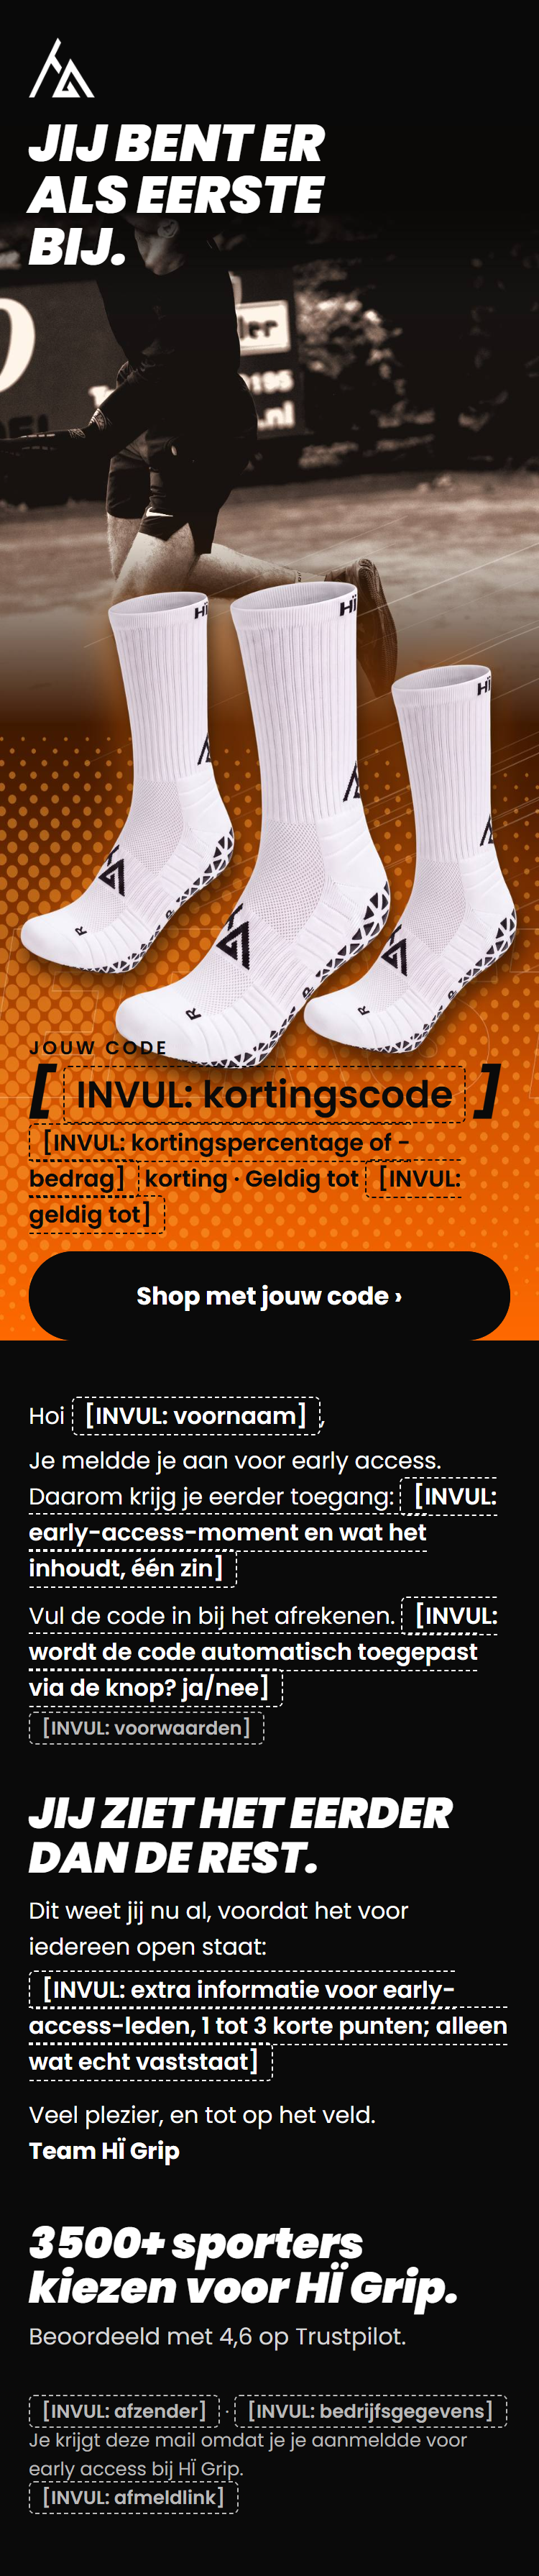 JIJ BENT ER
ALS EERSTE
BIJ.
HÏ
HÏ
HÏ
R
R
R
R
R
JOUW CODE
[ INVUL: kortingscode ]
[INVUL: kortingspercentage of -
bedrag] korting · Geldig tot [INVUL:
geldig tot]
Shop met jouw code ›
Hoi [INVUL: voornaam],
Je meldde je aan voor early access.
Daarom krijg je eerder toegang: [INVUL:
early-access-moment en wat het
inhoudt, één zin]
Vul de code in bij het afrekenen. [INVUL:
wordt de code automatisch toegepast
via de knop? ja/nee]
[INVUL: voorwaarden]
JIJ ZIET HET EERDER
DAN DE REST.
Dit weet jij nu al, voordat het voor
iedereen open staat:
[INVUL: extra informatie voor early-
access-leden, 1 tot 3 korte punten; alleen
wat echt vaststaat]
Veel plezier, en tot op het veld.
Team HÏ Grip
3500+ sporters
kiezen voor HÏ Grip.
Beoordeeld met 4,6 op Trustpilot.
[INVUL: afzender] · [INVUL: bedrijfsgegevens]
Je krijgt deze mail omdat je je aanmeldde voor
early access bij HÏ Grip.
[INVUL: afmeldlink]